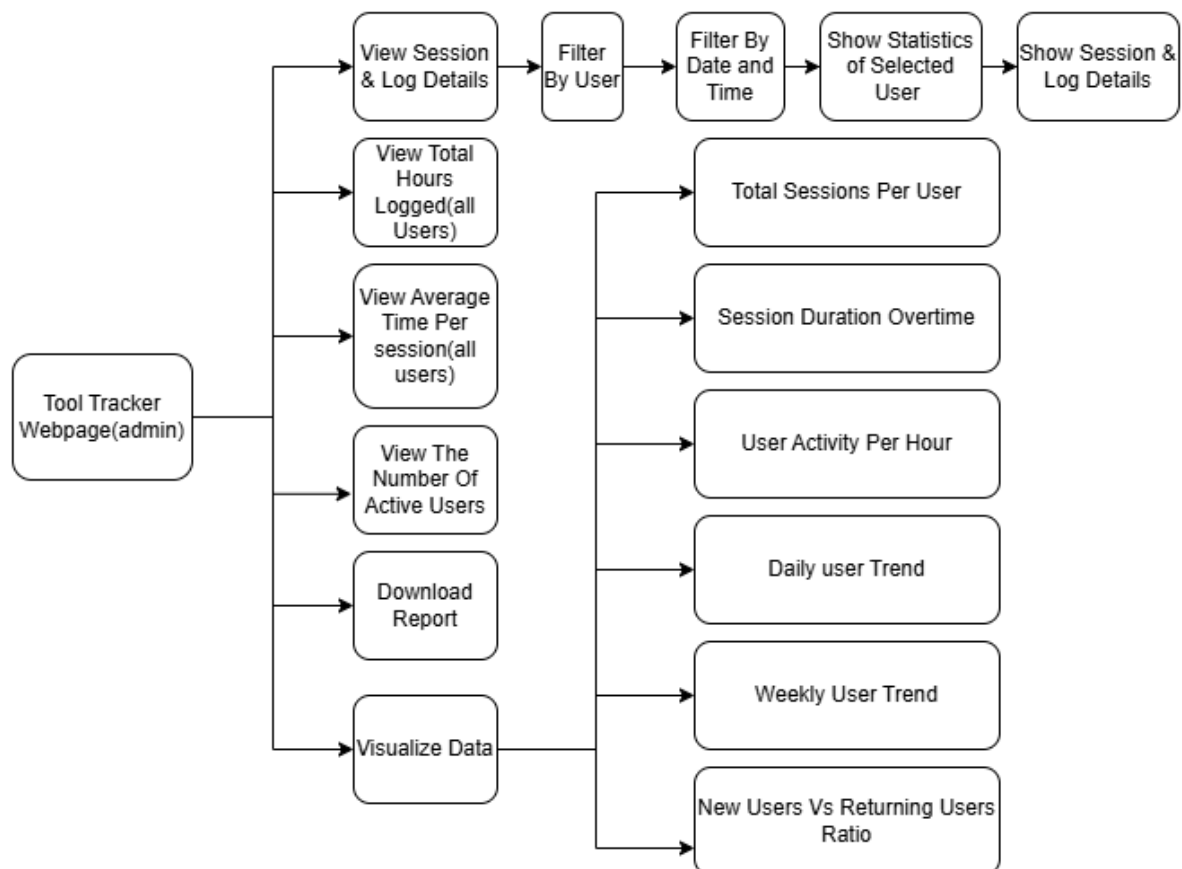 View Session
& Log Details
Filter
By User
Filter By
Date and
Time
Show Statistics
of Selected
User
Show Session &
Log Details
View Total
Hours
Logged(all
Users)
Total Sessions Per User
View Average
Time Per
session(all
users)
Session Duration Overtime
Tool Tracker
Webpage(admin)
User Activity Per Hour
View The
Number Of
Active Users
Daily user Trend
Download
Report
Weekly User Trend
Visualize Data
New Users Vs Returning Users
Ratio